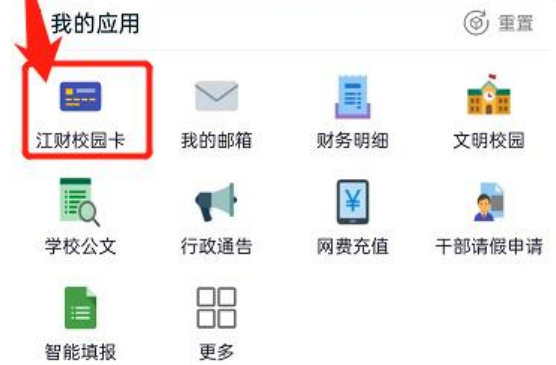 我的应用 重置
江财校园卡 我的邮箱 财务明细 文明校园
学校公文 行政通告 网费充值 干部请假申请
智能填报 更多